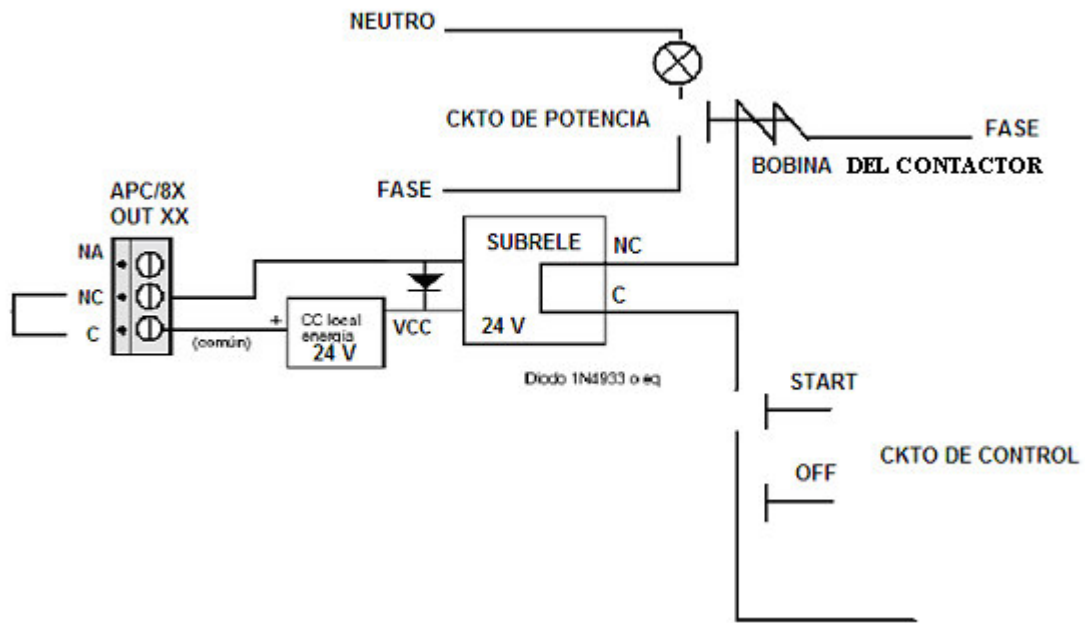 NEUTRO
CKTO DE POTENCIA
FASE
BOBINA DEL CONTACTOR
FASE
APC/8X
OUT XX
NA
NC
C
(común)
+
CC local
energia
24 V
VCC
SUBRELE
24 V
NC
C
Diodo 1N4933 o eq
START
OFF
CKTO DE CONTROL